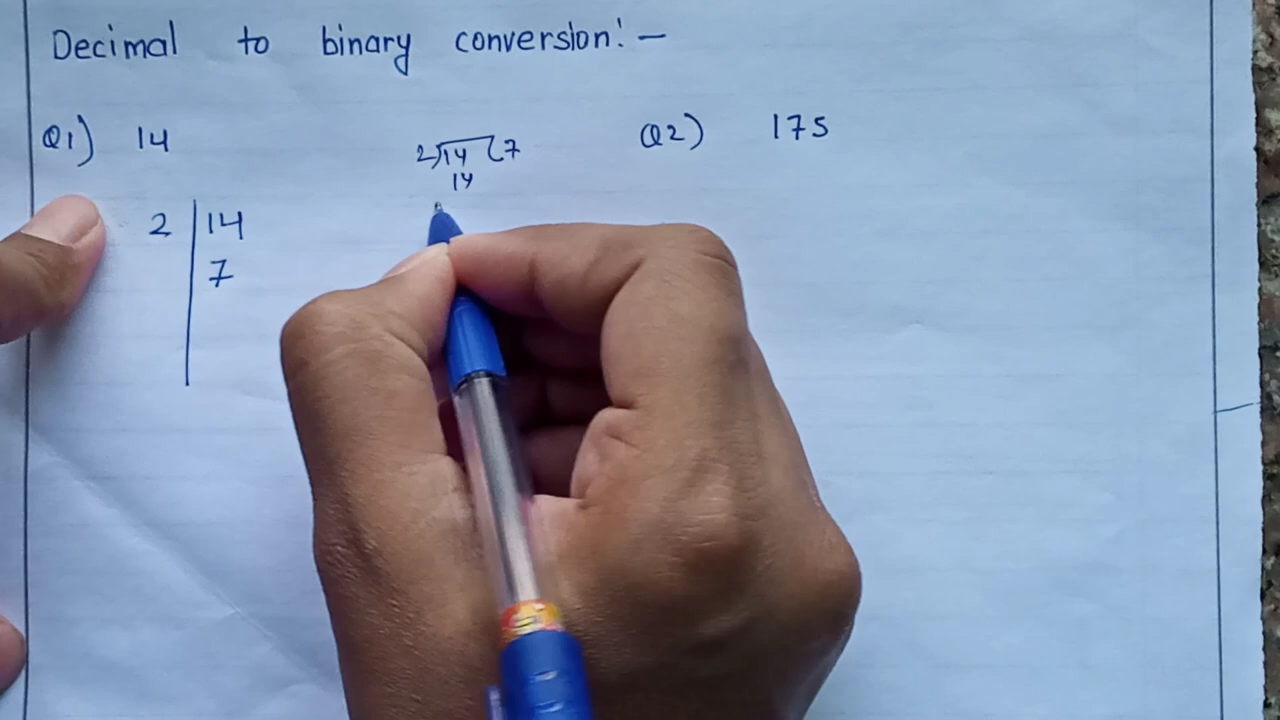 Decimal to binary conversion:-
Q1) 14
2)14(7
14
2 | 14
7
Q2) 175